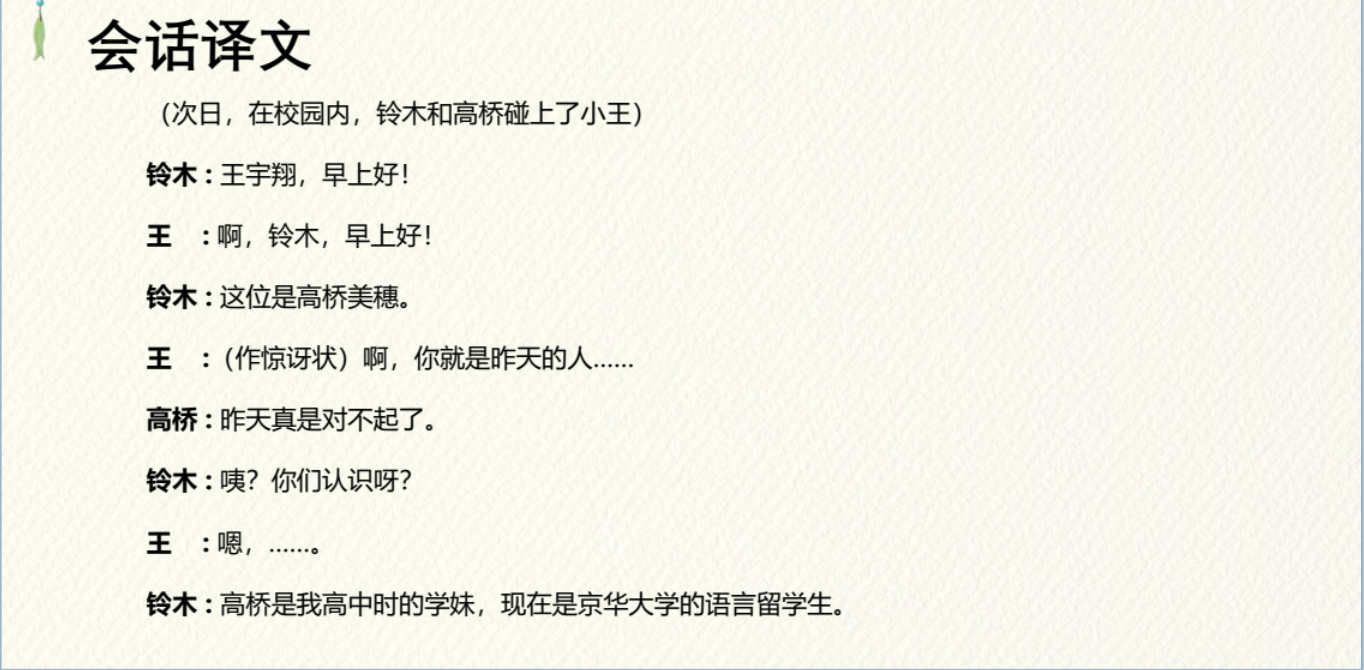 会话译文
（次日，在校园内，铃木和高桥碰上了小王）
铃木：王宇翔，早上好！
王　：啊，铃木，早上好！
铃木：这位是高桥美穗。
王　：（作惊讶状）啊，你就是昨天的人……
高桥：昨天真是对不起了。
铃木：咦？你们认识呀？
王　：嗯，……。
铃木：高桥是我高中时的学妹，现在是京华大学的语言留学生。